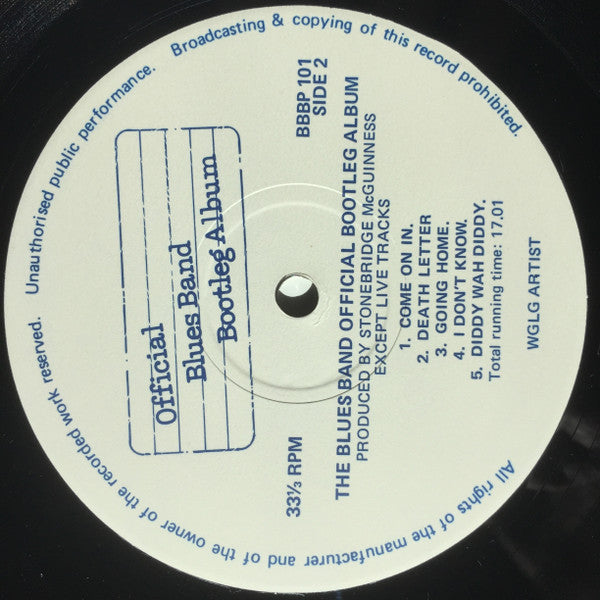 All rights of the manufacturer and of the owner of the recorded work reserved. Unauthorised public performance. Broadcasting & copying of this record prohibited.
Official
Blues Band
Bootleg Album
33⅓ RPM
BBBP 101
SIDE 2
THE BLUES BAND OFFICIAL BOOTLEG ALBUM
PRODUCED BY STONEBRIDGE McGUINNESS
EXCEPT LIVE TRACKS
1. COME ON IN.
2. DEATH LETTER
3. GOING HOME.
4. I DON'T KNOW.
5. DIDDY WAH DIDDY.
Total running time: 17.01
WGLG ARTIST